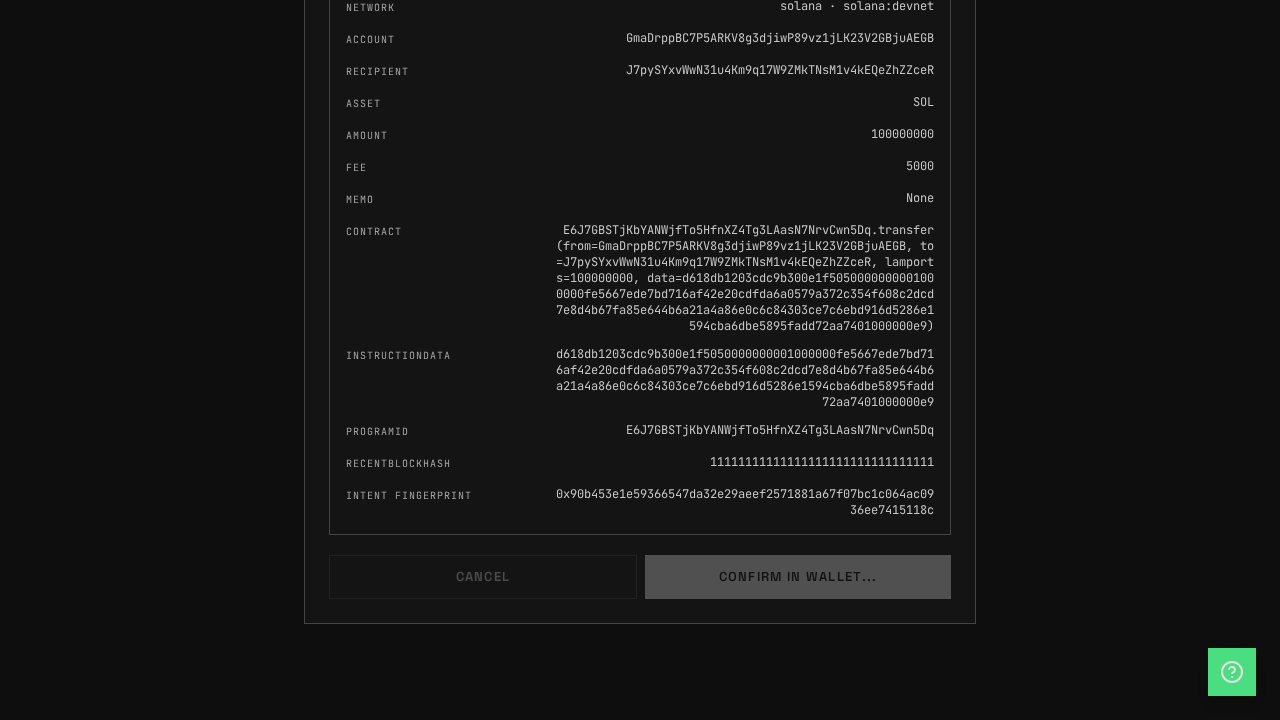 NETWORK solana · solana:devnet
ACCOUNT GmaDrppBC7P5ARKV8g3djiwP89vz1jLK23V2GBjuAEGB
RECIPIENT J7pySYxvWwN31u4Km9q17W9ZMkTNsM1v4kEQeZhZZceR
ASSET SOL
AMOUNT 100000000
FEE 5000
MEMO None
CONTRACT E6J7GBSTjKbYANWjfTo5HfnXZ4Tg3LAasN7NrvCwn5Dq.transfer
(from=GmaDrppBC7P5ARKV8g3djiwP89vz1jLK23V2GBjuAEGB, to
=J7pySYxvWwN31u4Km9q17W9ZMkTNsM1v4kEQeZhZZceR, lamport
s=100000000, data=d618db1203cdc9b300e1f505000000000100
0000fe5667ede7bd716af42e20cdfda6a0579a372c354f608c2dcd
7e8d4b67fa85e644b6a21a4a86e0c6c84303ce7c6ebd916d5286e1
594cba6dbe5895fadd72aa7401000000e9)
INSTRUCTIONDATA d618db1203cdc9b300e1f5050000000001000000fe5667ede7bd71
6af42e20cdfda6a0579a372c354f608c2dcd7e8d4b67fa85e644b6
a21a4a86e0c6c84303ce7c6ebd916d5286e1594cba6dbe5895fadd
72aa7401000000e9
PROGRAMID E6J7GBSTjKbYANWjfTo5HfnXZ4Tg3LAasN7NrvCwn5Dq
RECENTBLOCKHASH 11111111111111111111111111111111
INTENT FINGERPRINT 0x90b453e1e59366547da32e29aeef2571881a67f07bc1c064ac09
36ee7415118c
CANCEL CONFIRM IN WALLET...